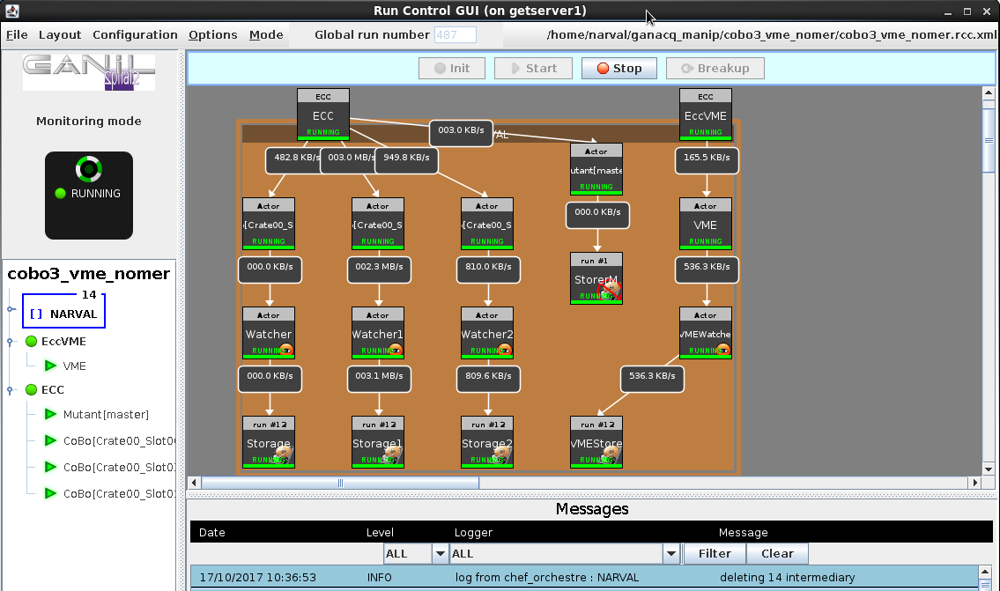 Run Control GUI (on getserver1)
File Layout Configuration Options Mode Global run number 487 /home/narval/ganacq_manip/cobo3_vme_nomer/cobo3_vme_nomer.rcc.xml
GANIL
spiral2
Init Start Stop Breakup
Monitoring mode
RUNNING
ECC
ECC
RUNNING
ECC
EccVME
RUNNING
003.0 KB/s
VAL
482.8 KB/s
003.0 MB/s
949.8 KB/s
Actor
utant[maste
RUNNING
165.5 KB/s
Actor
[Crate00_S
RUNNING
Actor
[Crate00_S
RUNNING
Actor
[Crate00_S
RUNNING
000.0 KB/s
Actor
VME
RUNNING
000.0 KB/s
002.3 MB/s
810.0 KB/s
run #1
StorerM
RUNNING
536.3 KB/s
Actor
Watcher
RUNNING
Actor
Watcher1
RUNNING
Actor
Watcher2
RUNNING
Actor
VMEWatche
RUNNING
000.0 KB/s
003.1 MB/s
809.6 KB/s
536.3 KB/s
run #12
Storage
RUNNING
run #12
Storage1
RUNNING
run #12
Storage2
RUNNING
run #12
VMEStore
RUNNING
cobo3_vme_nomer
14
[] NARVAL
EccVME
VME
ECC
Mutant[master]
CoBo[Crate00_Slot0
CoBo[Crate00_Slot0
CoBo[Crate00_Slot0
Messages
Date Level Logger Message
ALL ALL Filter Clear
17/10/2017 10:36:53 INFO log from chef_orchestre : NARVAL deleting 14 intermediary